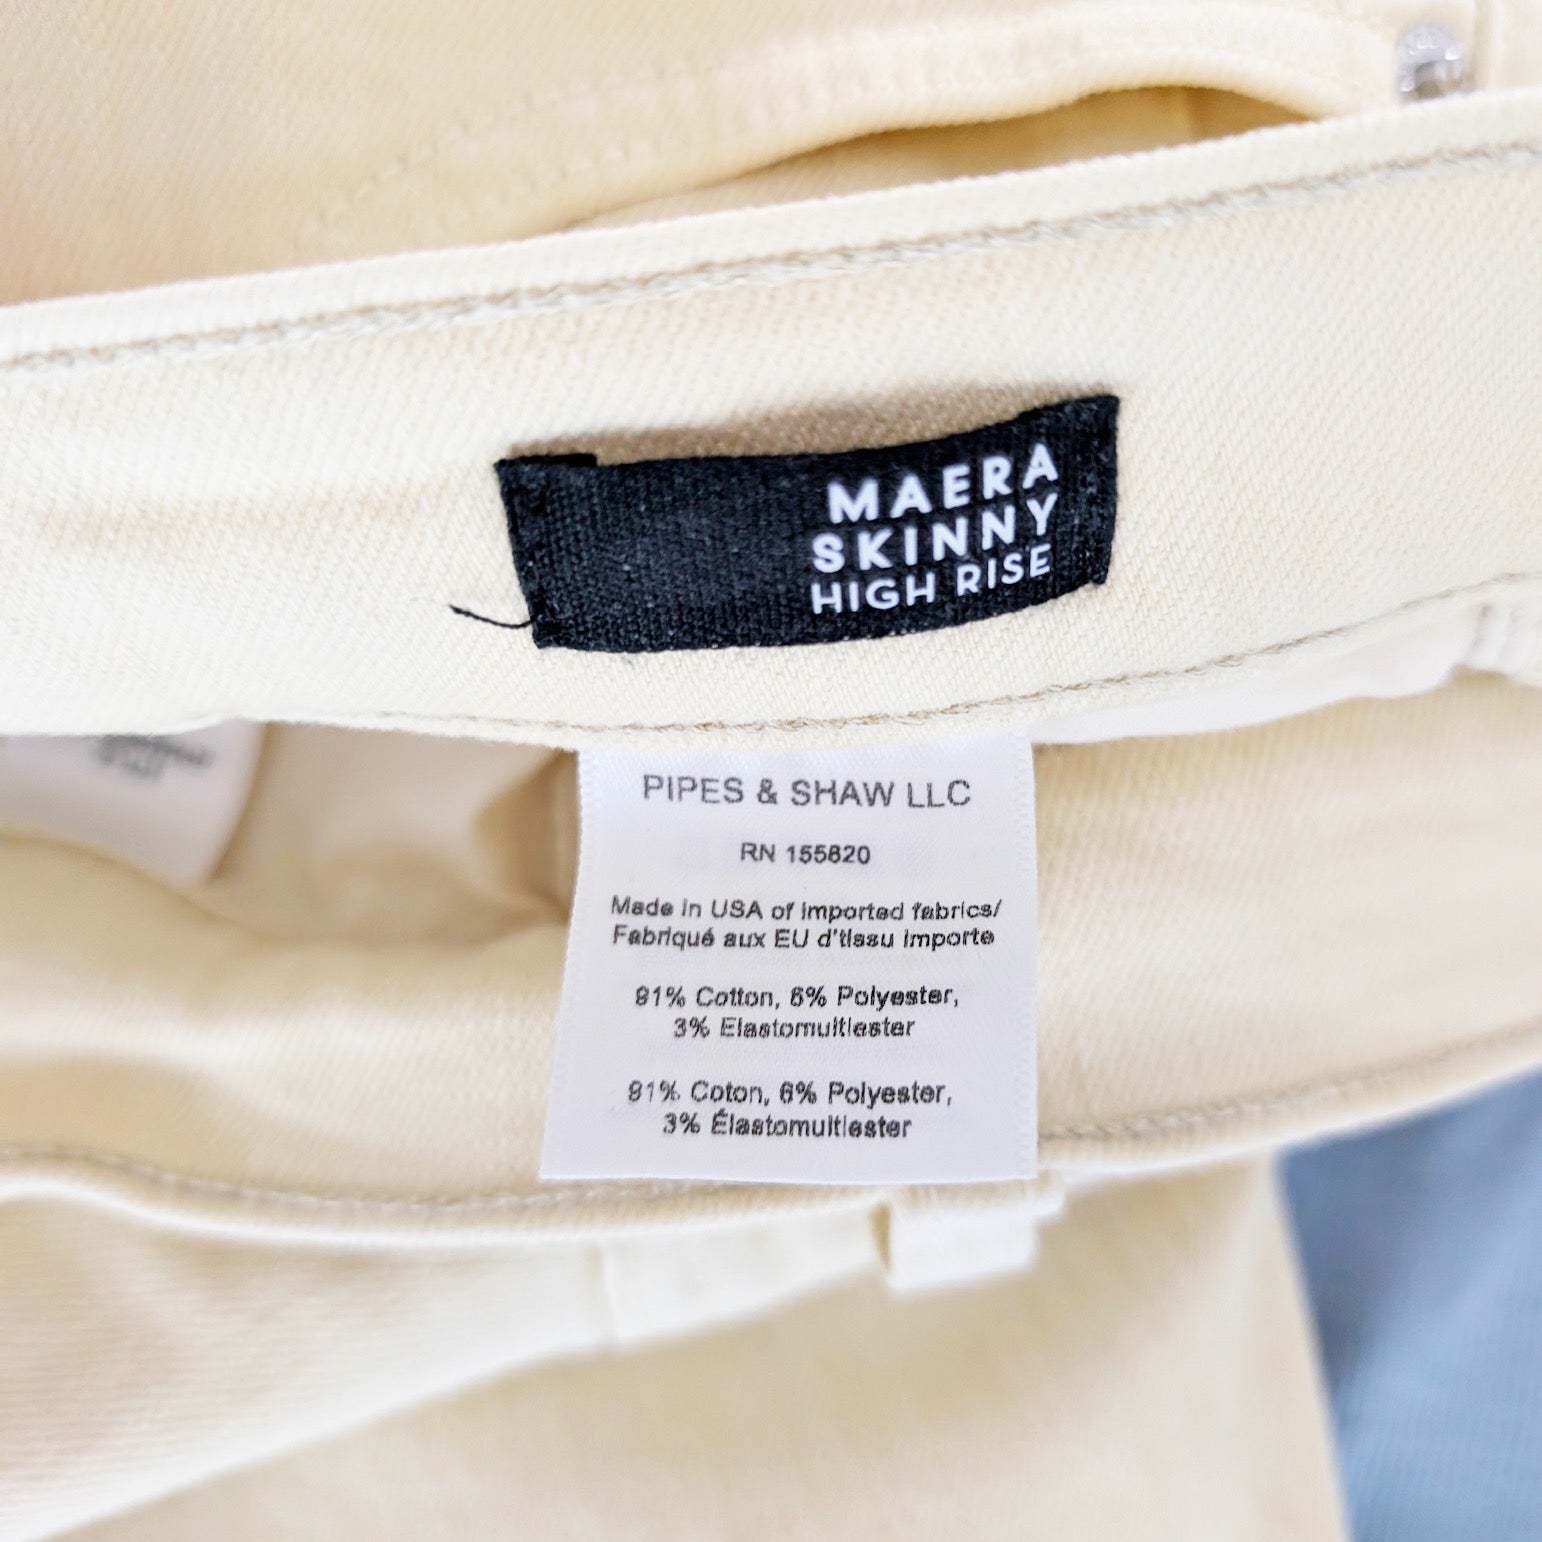 MAERA
SKINNY
HIGH RISE
PIPES & SHAW LLC
RN 155820
Made in USA of imported fabrics/
Fabriqué aux EU d'tissu importe
91% Cotton, 6% Polyester,
3% Elastomultiester
91% Coton, 6% Polyester,
3% Élastomultiester